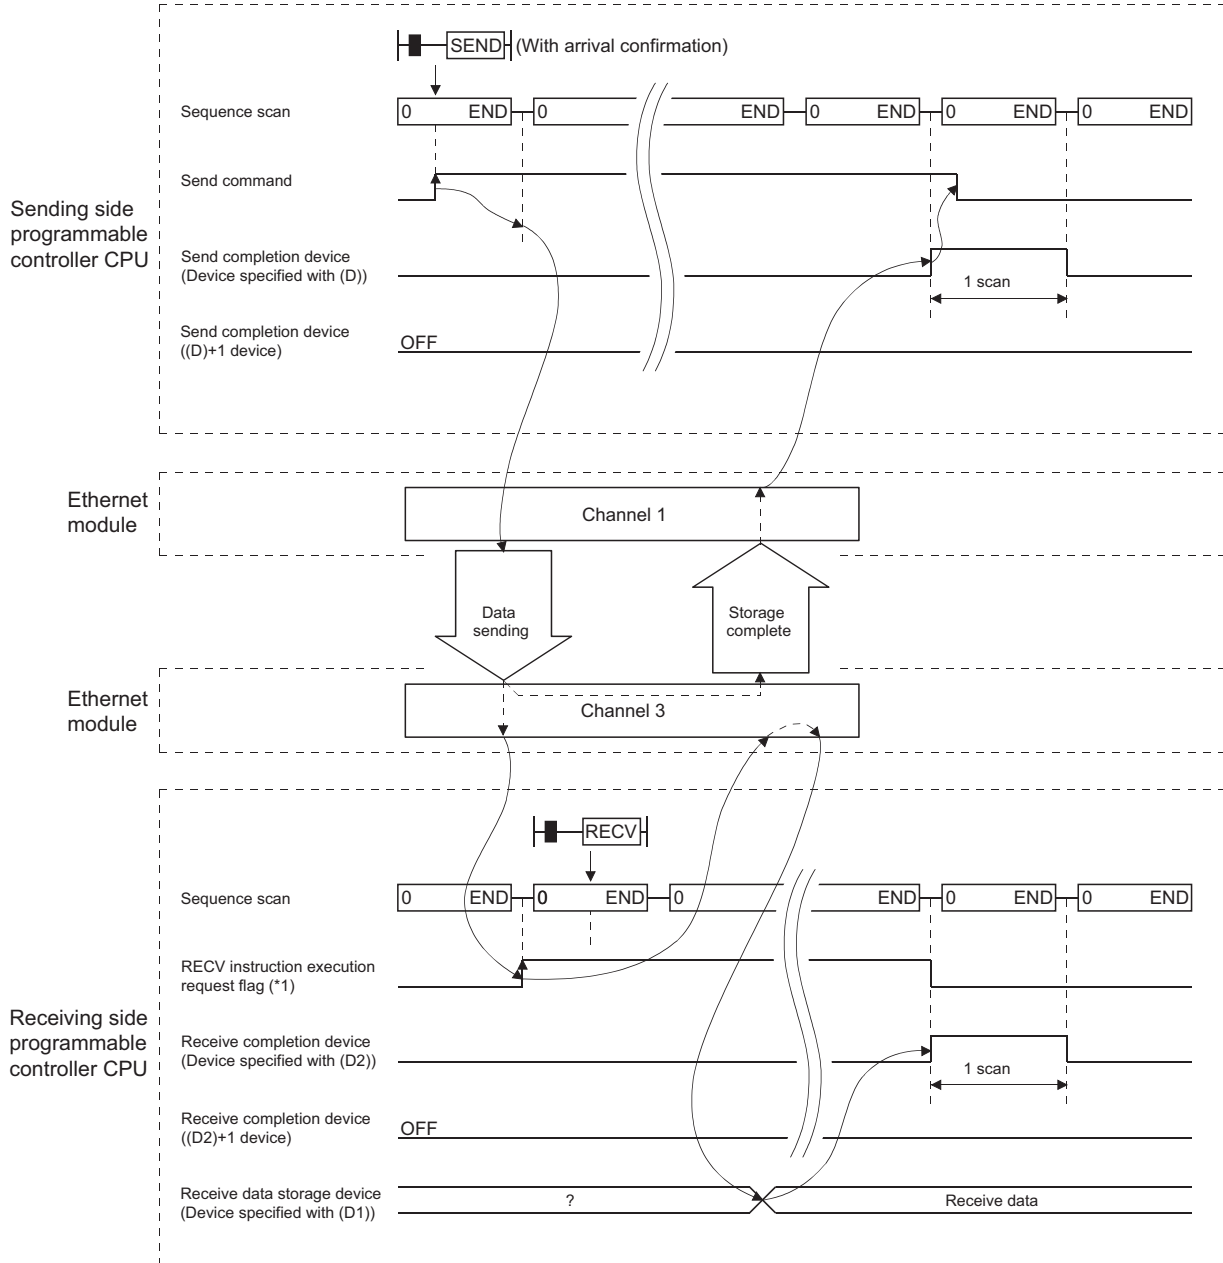 SEND (With arrival confirmation)
Sequence scan
0 END 0 END 0 END 0 END 0 END
Send command
Sending side
programmable
controller CPU
Send completion device
(Device specified with (D))
1 scan
Send completion device
((D)+1 device)
OFF
Ethernet
module
Channel 1
Data
sending
Storage
complete
Ethernet
module
Channel 3
RECV
Sequence scan
0 END 0 END 0 END 0 END 0 END
RECV instruction execution
request flag (*1)
Receiving side
programmable
controller CPU
Receive completion device
(Device specified with (D2))
1 scan
Receive completion device
((D2)+1 device)
OFF
Receive data storage device
(Device specified with (D1))
?
Receive data